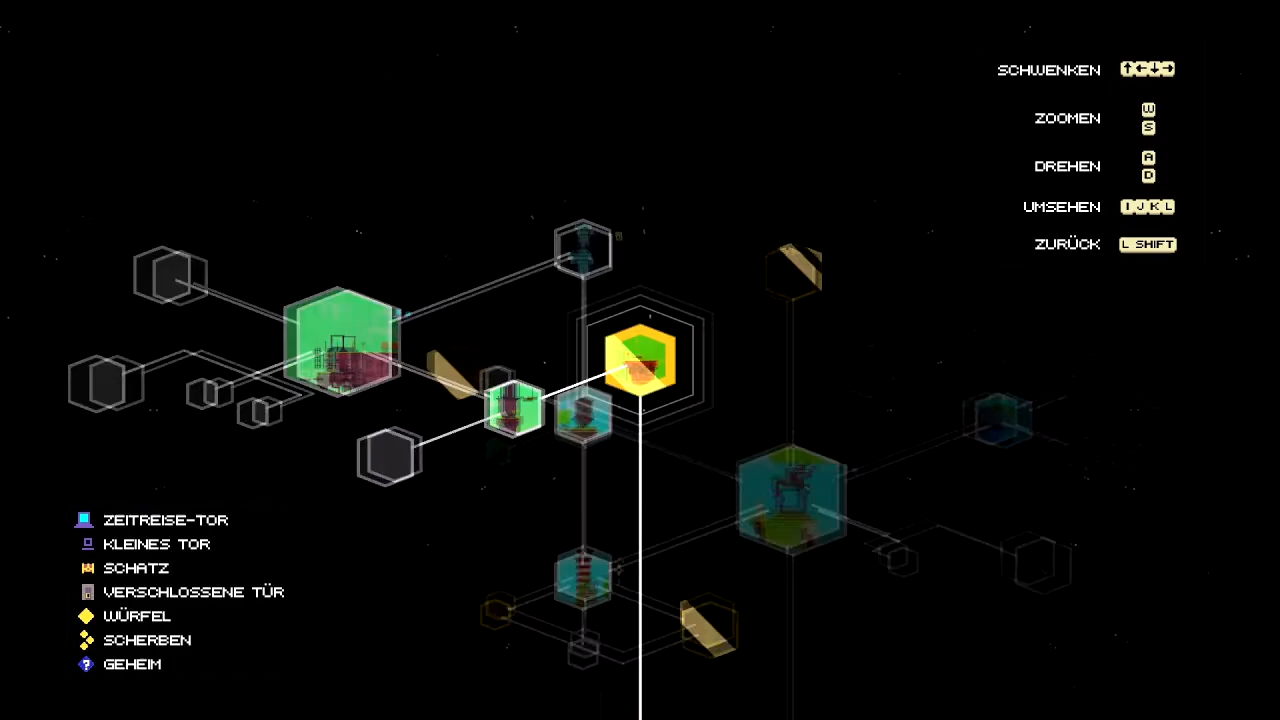 SCHWENKEN ↑←↓→
ZOOMEN W
S
DREHEN A
D
UMSEHEN I J K L
ZURÜCK L SHIFT
ZEITREISE-TOR
KLEINES TOR
SCHATZ
VERSCHLOSSENE TÜR
WÜRFEL
SCHERBEN
? GEHEIM